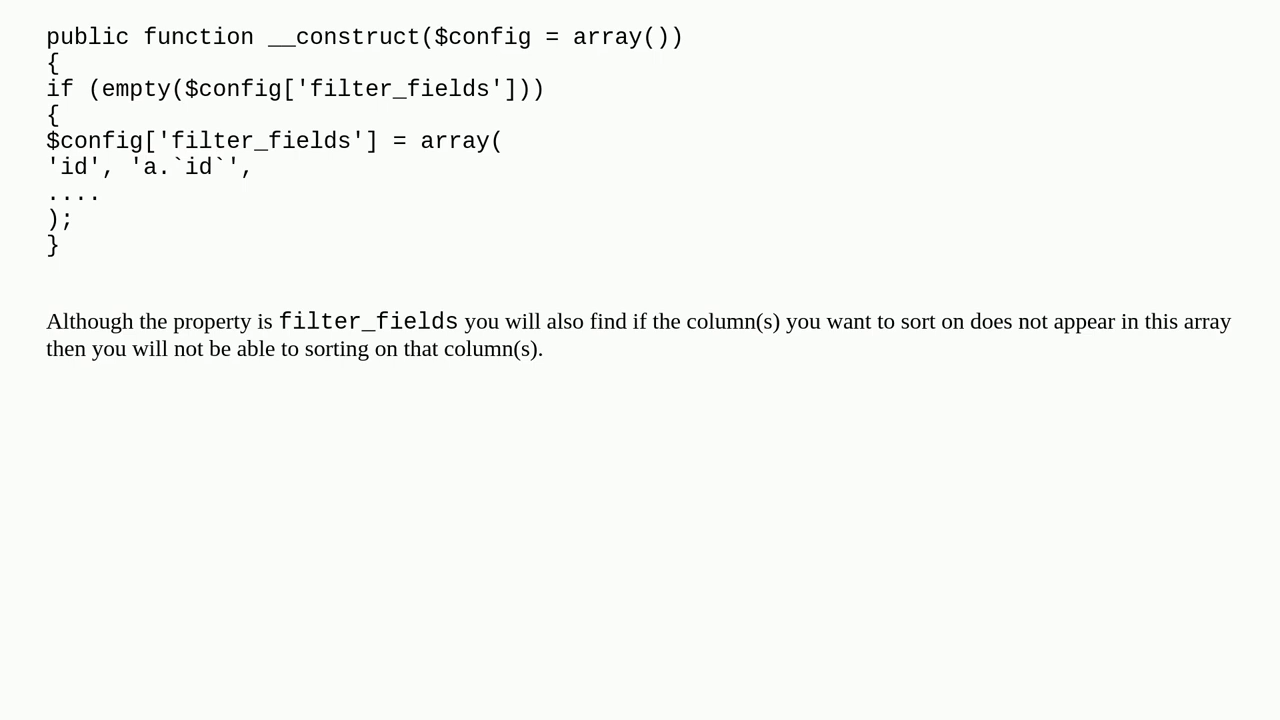 public function __construct($config = array())
{
if (empty($config['filter_fields']))
{
$config['filter_fields'] = array(
'id', 'a.`id`',
....
);
}
Although the property is filter_fields you will also find if the column(s) you want to sort on does not appear in this array
then you will not be able to sorting on that column(s).